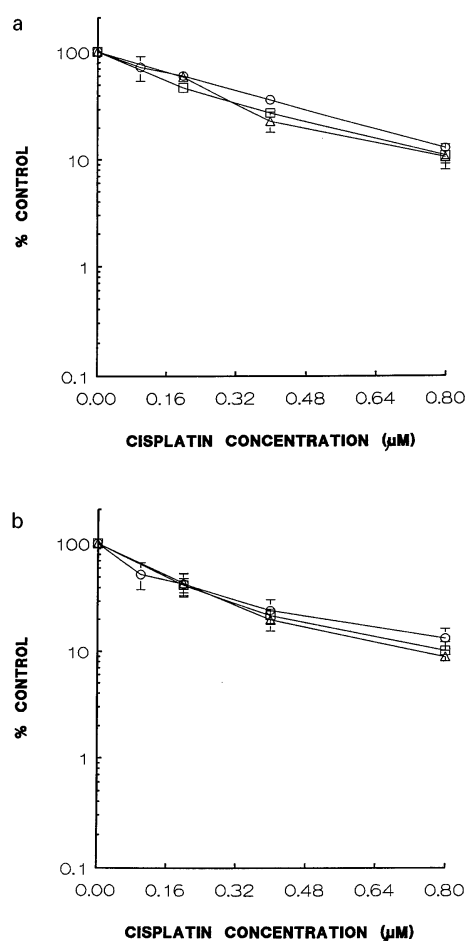 a
100
10
1
0.1
% CONTROL
0.00 0.16 0.32 0.48 0.64 0.80
CISPLATIN CONCENTRATION (µM)
b
100
10
1
0.1
% CONTROL
0.00 0.16 0.32 0.48 0.64 0.80
CISPLATIN CONCENTRATION (µM)